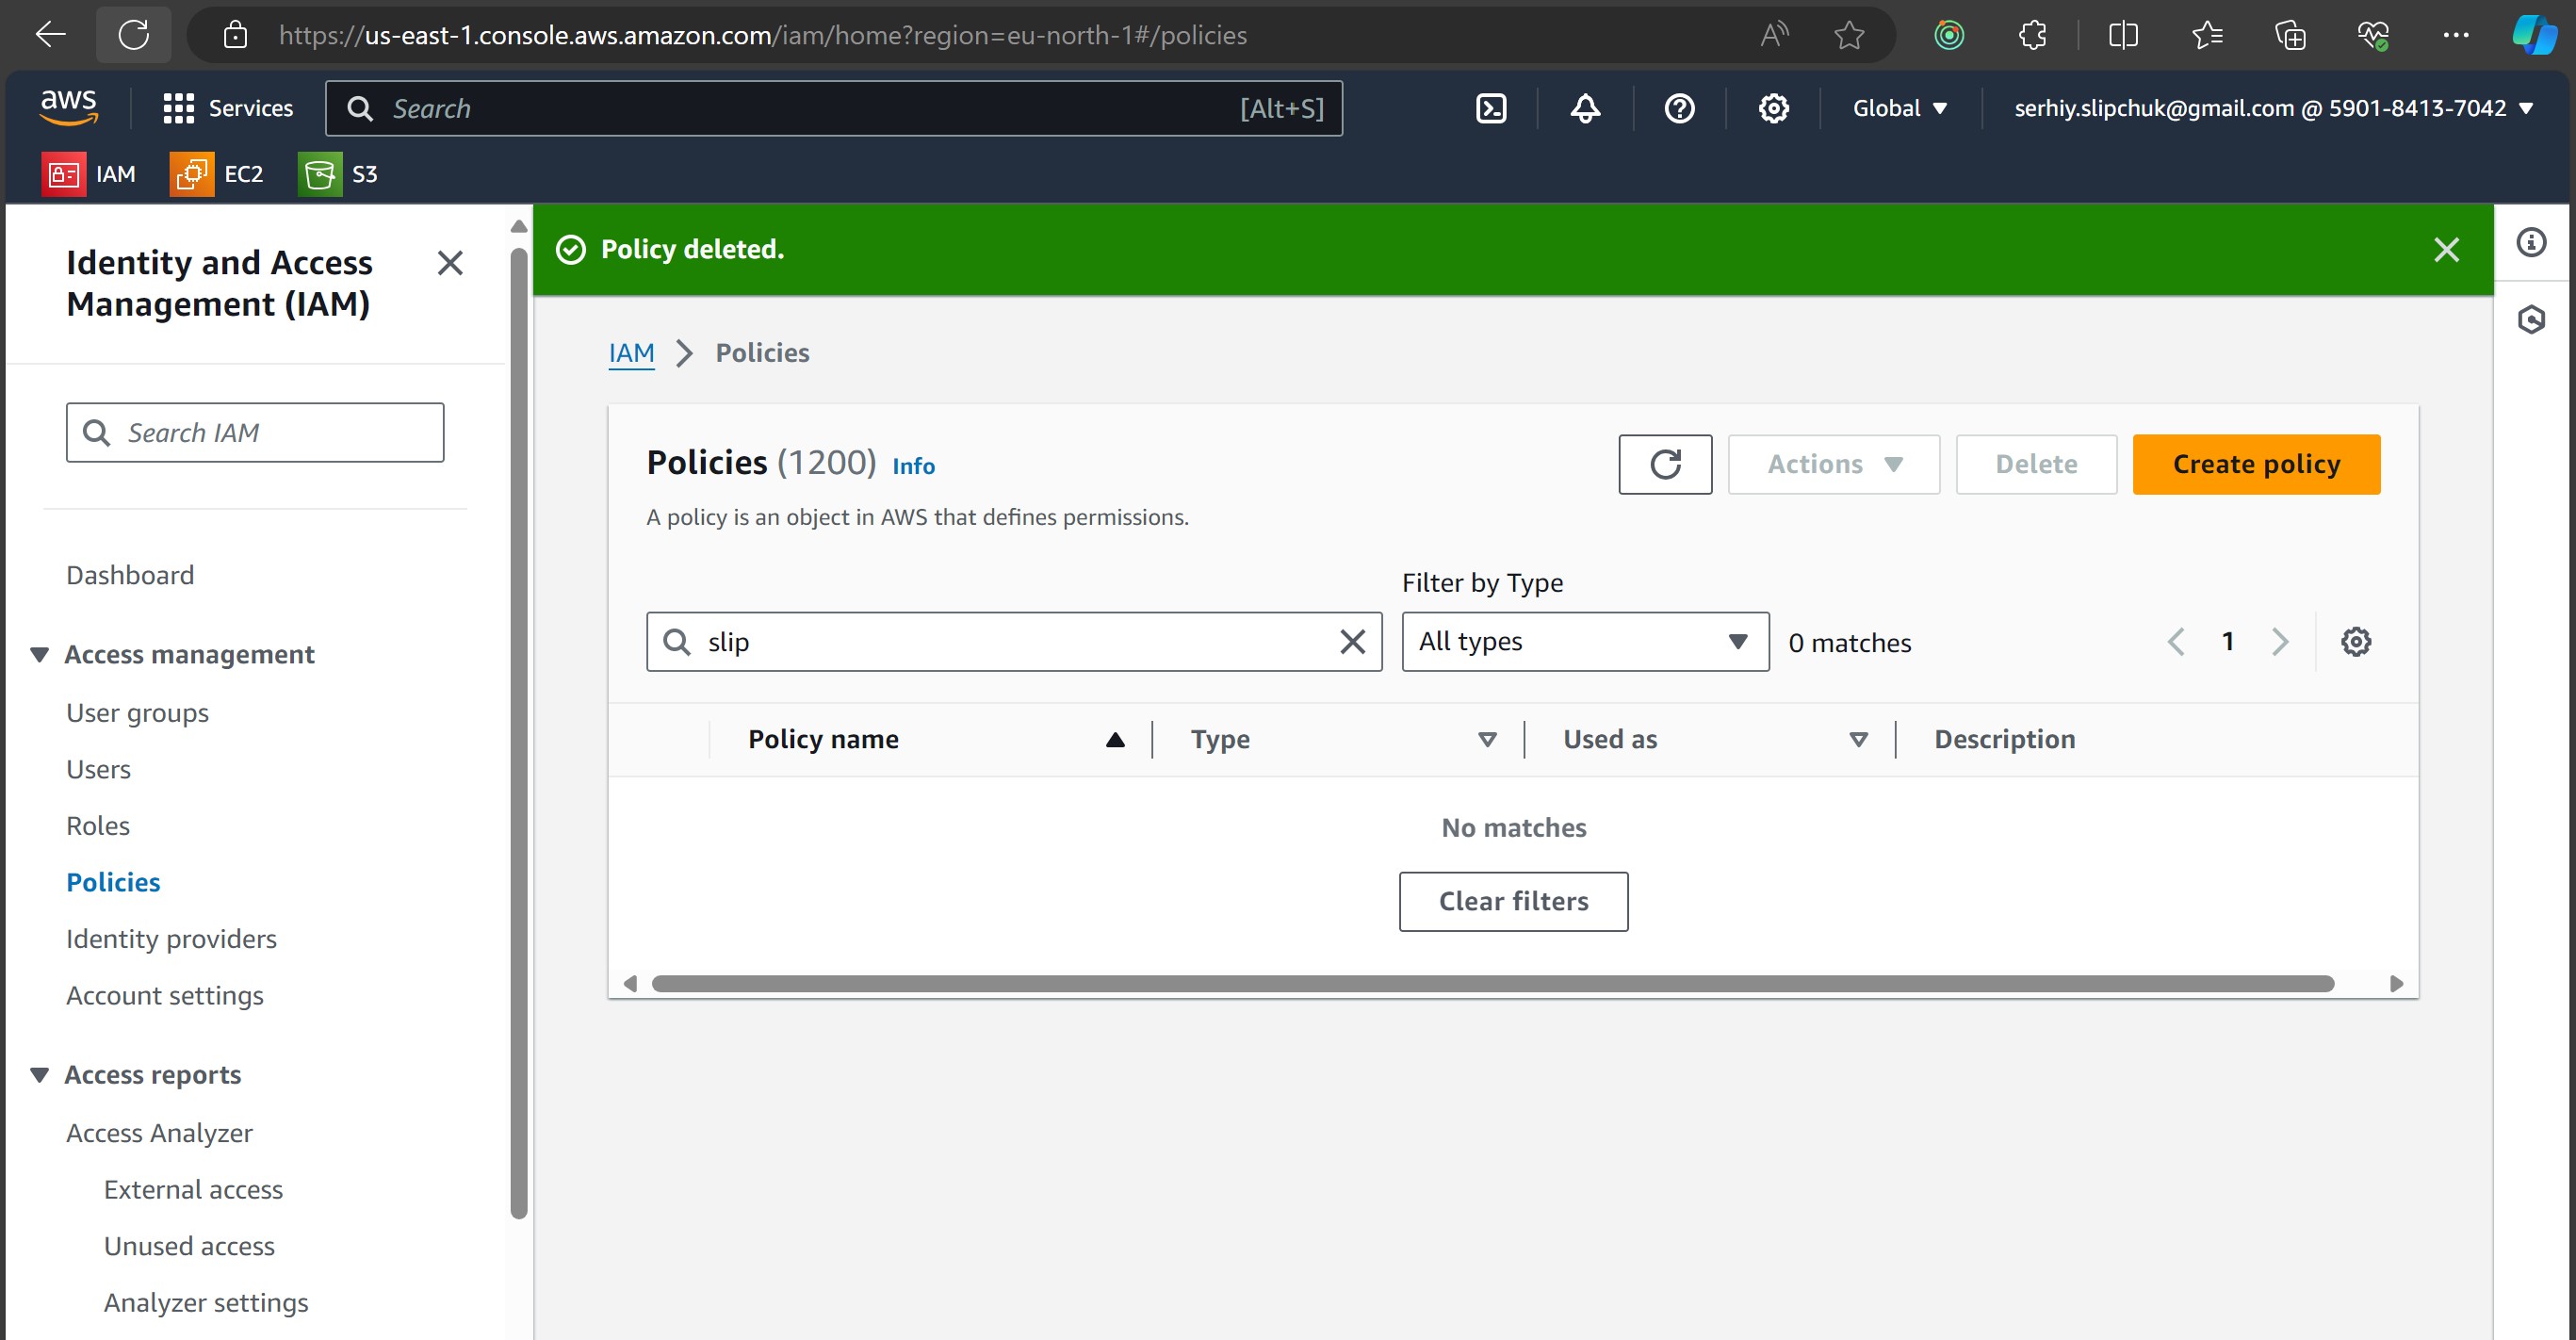 https://us-east-1.console.aws.amazon.com/iam/home?region=eu-north-1#/policies
aws
Services
Search
[Alt+S]
Global
serhiy.slipchuk@gmail.com @ 5901-8413-7042
IAM
EC2
S3
Identity and Access
Management (IAM)
Search IAM
Dashboard
Access management
User groups
Users
Roles
Policies
Identity providers
Account settings
Access reports
Access Analyzer
External access
Unused access
Analyzer settings
Policy deleted.
IAM > Policies
Policies (1200) Info
Actions
Delete
Create policy
A policy is an object in AWS that defines permissions.
Filter by Type
slip
All types
0 matches
1
Policy name
Type
Used as
Description
No matches
Clear filters